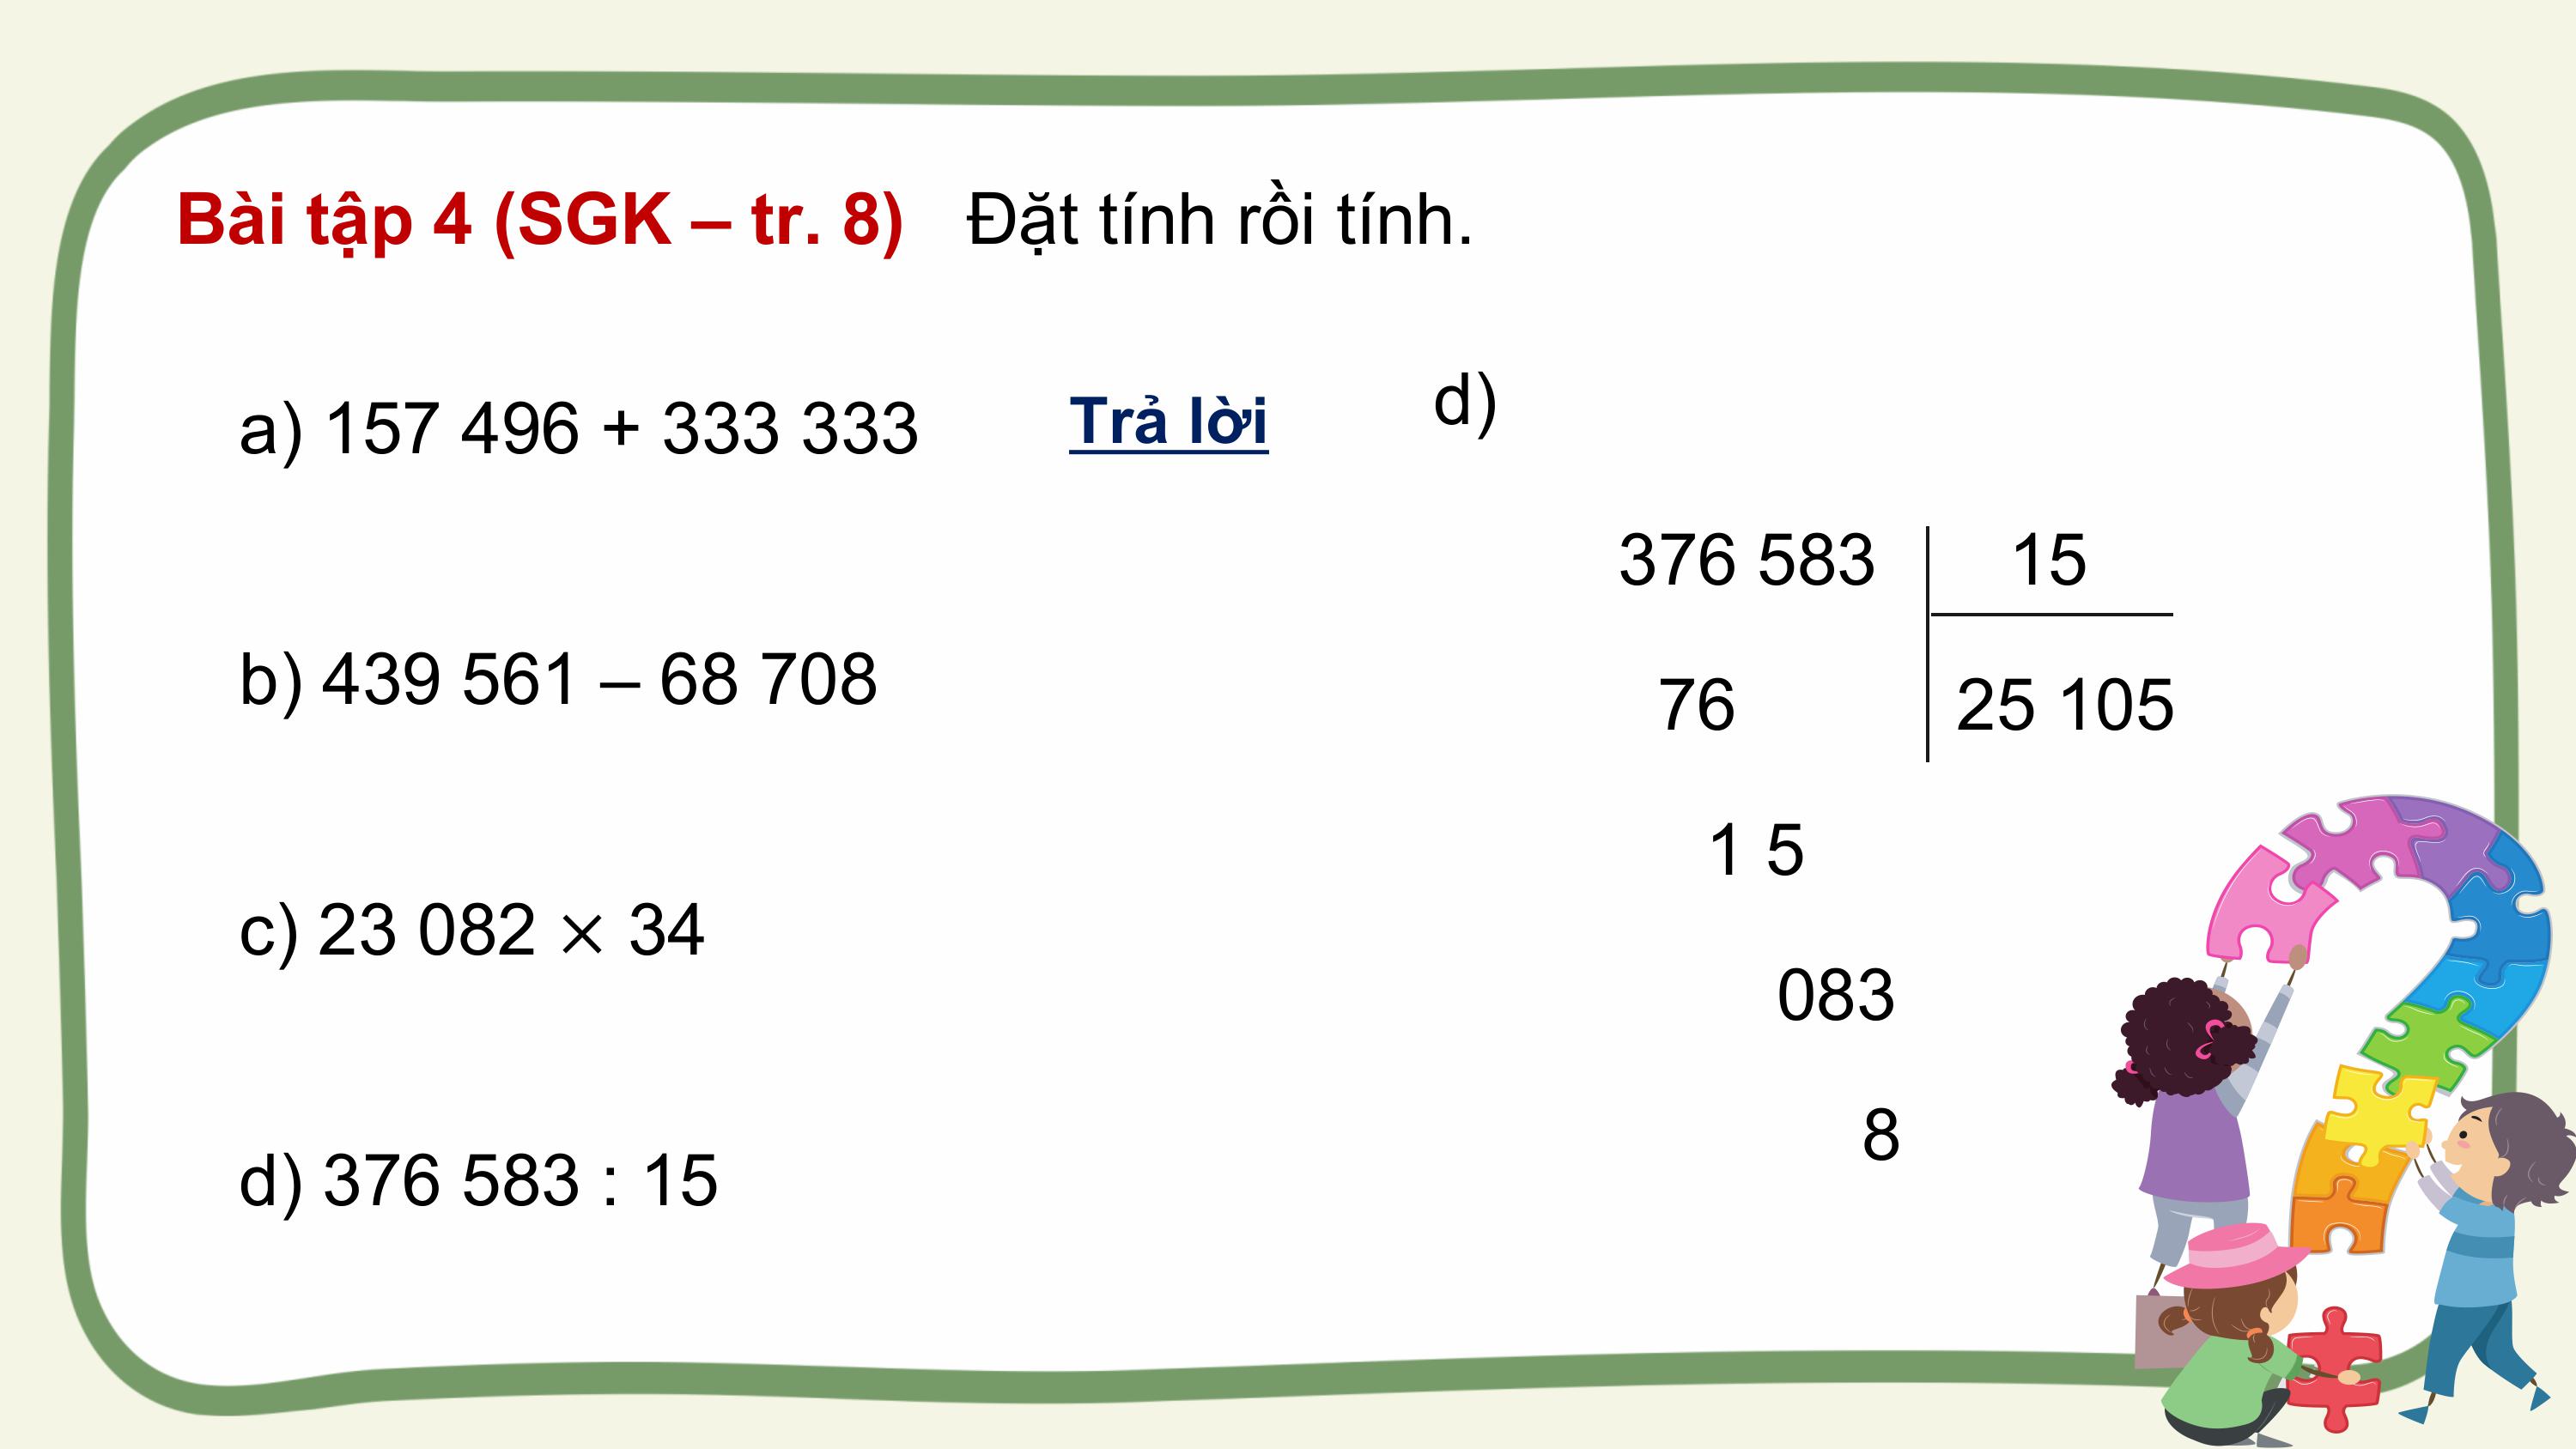 Bài tập 4 (SGK – tr. 8) Đặt tính rồi tính.
a) 157 496 + 333 333
b) 439 561 – 68 708
c) 23 082 × 34
d) 376 583 : 15
Trả lời
d)
376 583 15
76 25 105
1 5
083
8